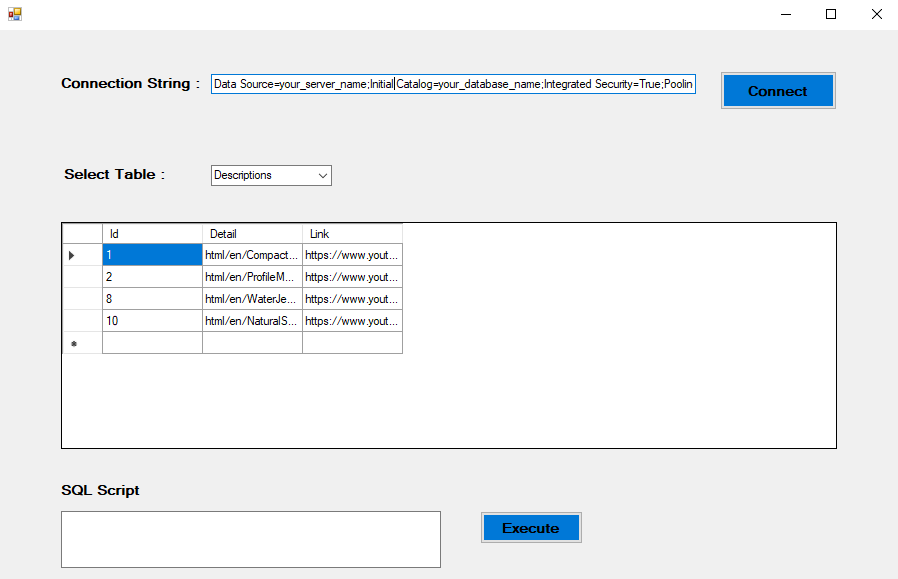 Connection String :
Data Source=your_server_name;Initial Catalog=your_database_name;Integrated Security=True;Poolin
Connect
Select Table :
Descriptions
Id Detail Link
1 html/en/Compact... https://www.yout...
2 html/en/ProfileM... https://www.yout...
8 html/en/WaterJe... https://www.yout...
10 html/en/NaturalS... https://www.yout...
SQL Script
Execute